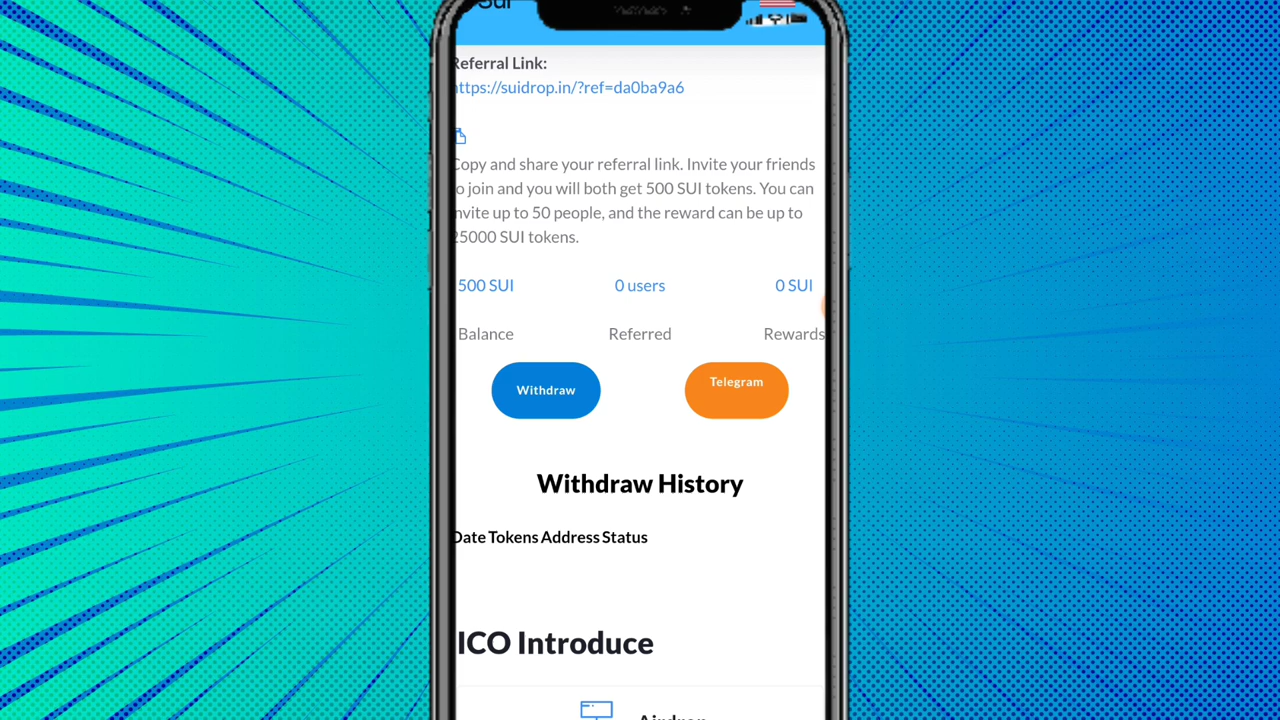 Sui
Referral Link:
https://suidrop.in/?ref=da0ba9a6
Copy and share your referral link. Invite your friends
to join and you will both get 500 SUI tokens. You can
invite up to 50 people, and the reward can be up to
25000 SUI tokens.
500 SUI 0 users 0 SUI
Balance Referred Rewards
Withdraw Telegram
Withdraw History
Date Tokens Address Status
ICO Introduce
Airdrop